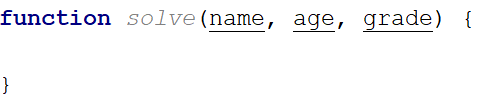 function solve(name, age, grade) {
}